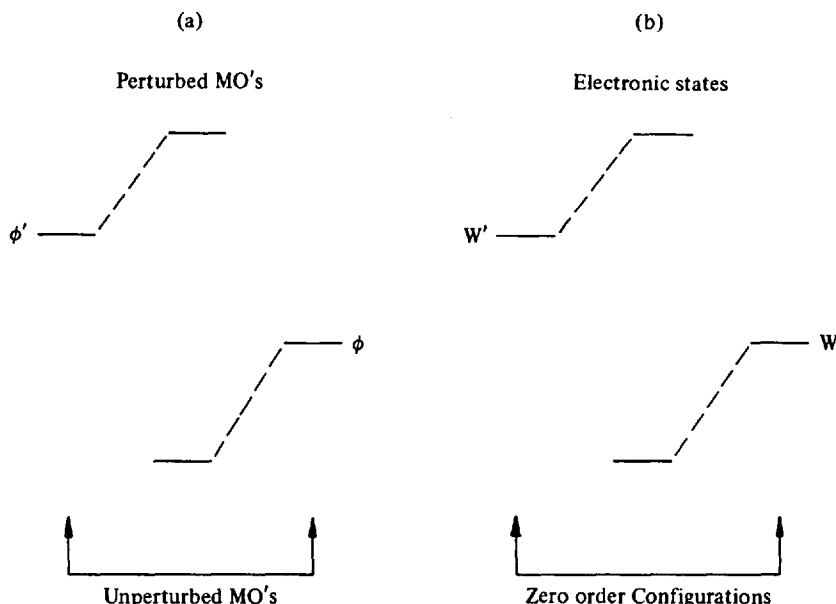 (a)
(b)
Perturbed MO's
Electronic states
ϕ'
W'
ϕ
W
Unperturbed MO's
Zero order Configurations